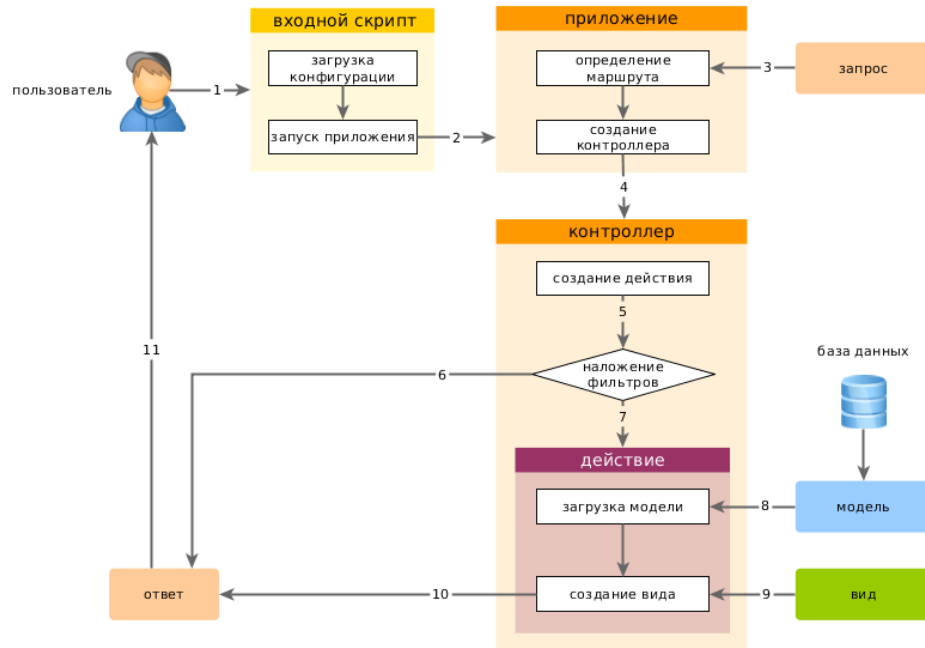 входной скрипт
приложение
загрузка
конфигурации
определение
маршрута
3
запрос
пользователь
1
запуск приложения
2
создание
контроллера
4
контроллер
создание действия
5
11
база данных
наложение
фильтров
6
7
действие
загрузка модели
8
модель
ответ
10
создание вида
9
вид